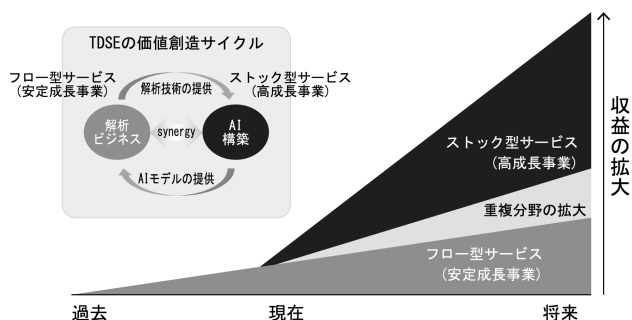 TDSEの価値創造サイクル
フロー型サービス
(安定成長事業)
解析技術の提供
ストック型サービス
(高成長事業)
解析
ビジネス
synergy
AI
構築
AIモデルの提供
ストック型サービス
(高成長事業)
重複分野の拡大
フロー型サービス
(安定成長事業)
収益の拡大
過去
現在
将来